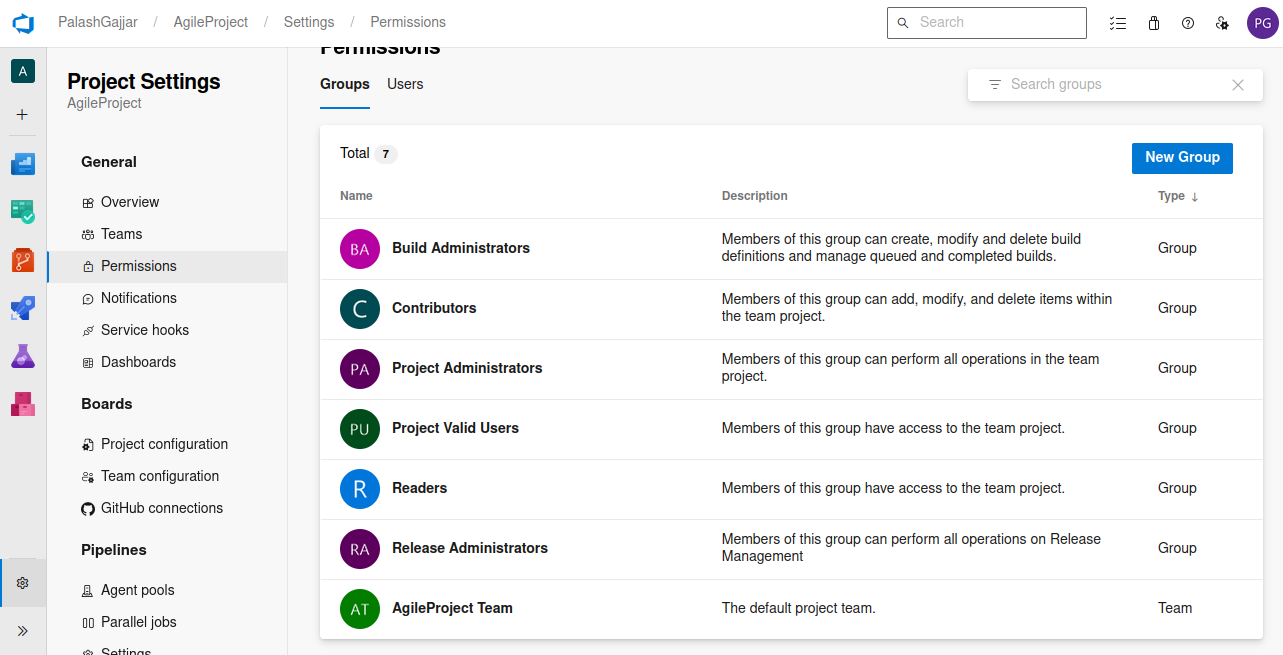 PalashGajjar / AgileProject / Settings / Permissions
Search
PG
A
Project Settings
AgileProject
General
Overview
Teams
Permissions
Notifications
Service hooks
Dashboards
Boards
Project configuration
Team configuration
GitHub connections
Pipelines
Agent pools
Parallel jobs
Settings
Permissions
Groups Users
Search groups
Total 7
New Group
Name Description Type ↓
BA Build Administrators
Members of this group can create, modify and delete build
definitions and manage queued and completed builds.
Group
C Contributors
Members of this group can add, modify, and delete items within
the team project.
Group
PA Project Administrators
Members of this group can perform all operations in the team
project.
Group
PU Project Valid Users
Members of this group have access to the team project.
Group
R Readers
Members of this group have access to the team project.
Group
RA Release Administrators
Members of this group can perform all operations on Release
Management
Group
AT AgileProject Team
The default project team.
Team